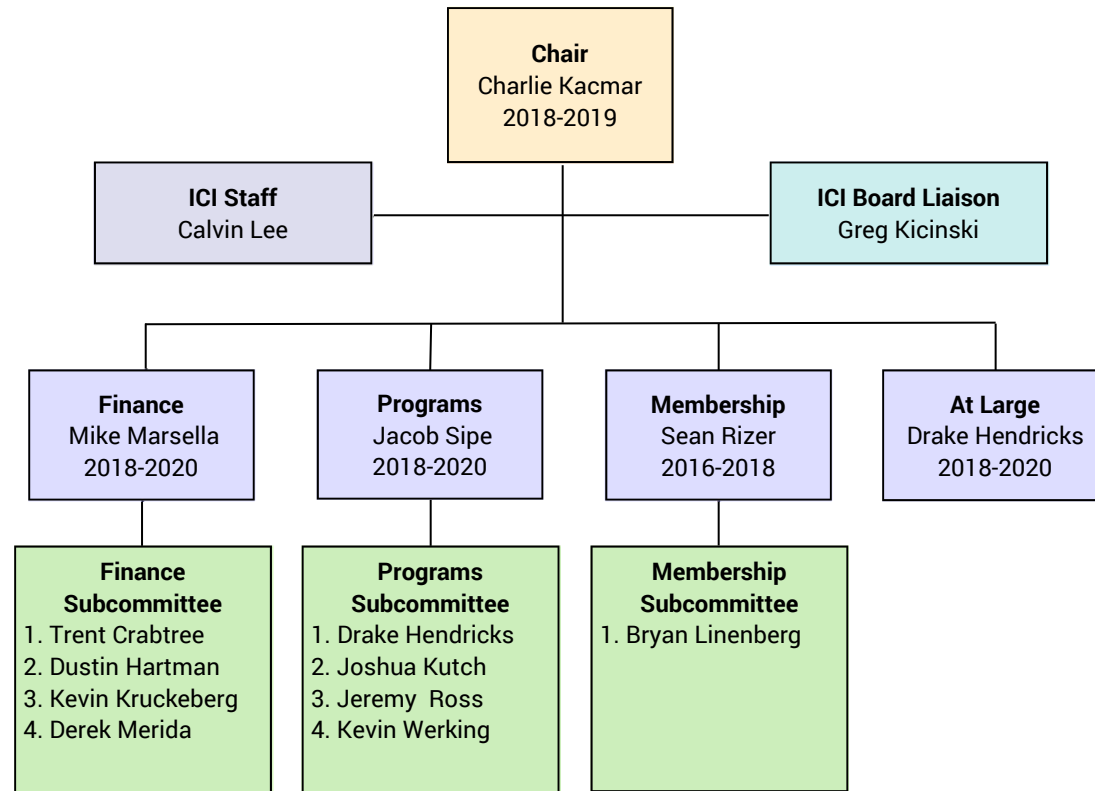 Chair
Charlie Kacmar
2018-2019
ICI Staff
Calvin Lee
ICI Board Liaison
Greg Kicinski
Finance
Mike Marsella
2018-2020
Programs
Jacob Sipe
2018-2020
Membership
Sean Rizer
2016-2018
At Large
Drake Hendricks
2018-2020
Finance
Subcommittee
1. Trent Crabtree
2. Dustin Hartman
3. Kevin Kruckeberg
4. Derek Merida
Programs
Subcommittee
1. Drake Hendricks
2. Joshua Kutch
3. Jeremy  Ross
4. Kevin Werking
Membership
Subcommittee
1. Bryan Linenberg